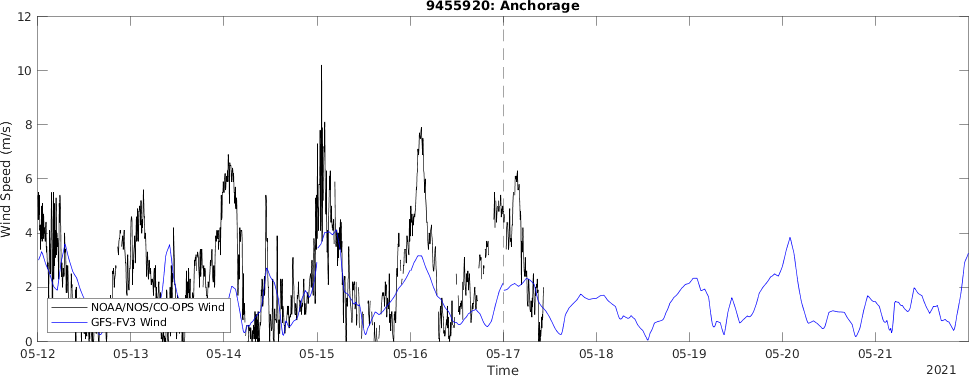 9455920: Anchorage
12
10
8
6
4
2
0
Wind Speed (m/s)
NOAA/NOS/CO-OPS Wind
GFS-FV3 Wind
05-12 05-13 05-14 05-15 05-16 05-17 05-18 05-19 05-20 05-21
Time
2021